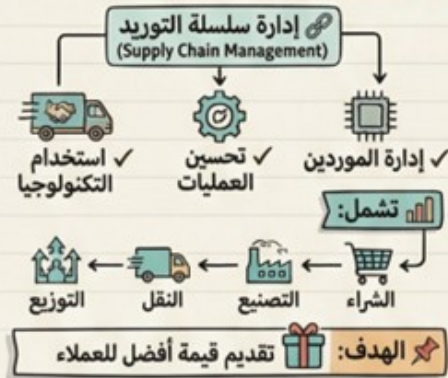 إدارة سلسلة التوريد
(Supply Chain Management)
✓ إدارة الموردين
✓ تحسين العمليات
✓ استخدام التكنولوجيا
تشمل:
الشراء
التصنيع
النقل
التوزيع
الهدف: تقديم قيمة أفضل للعملاء